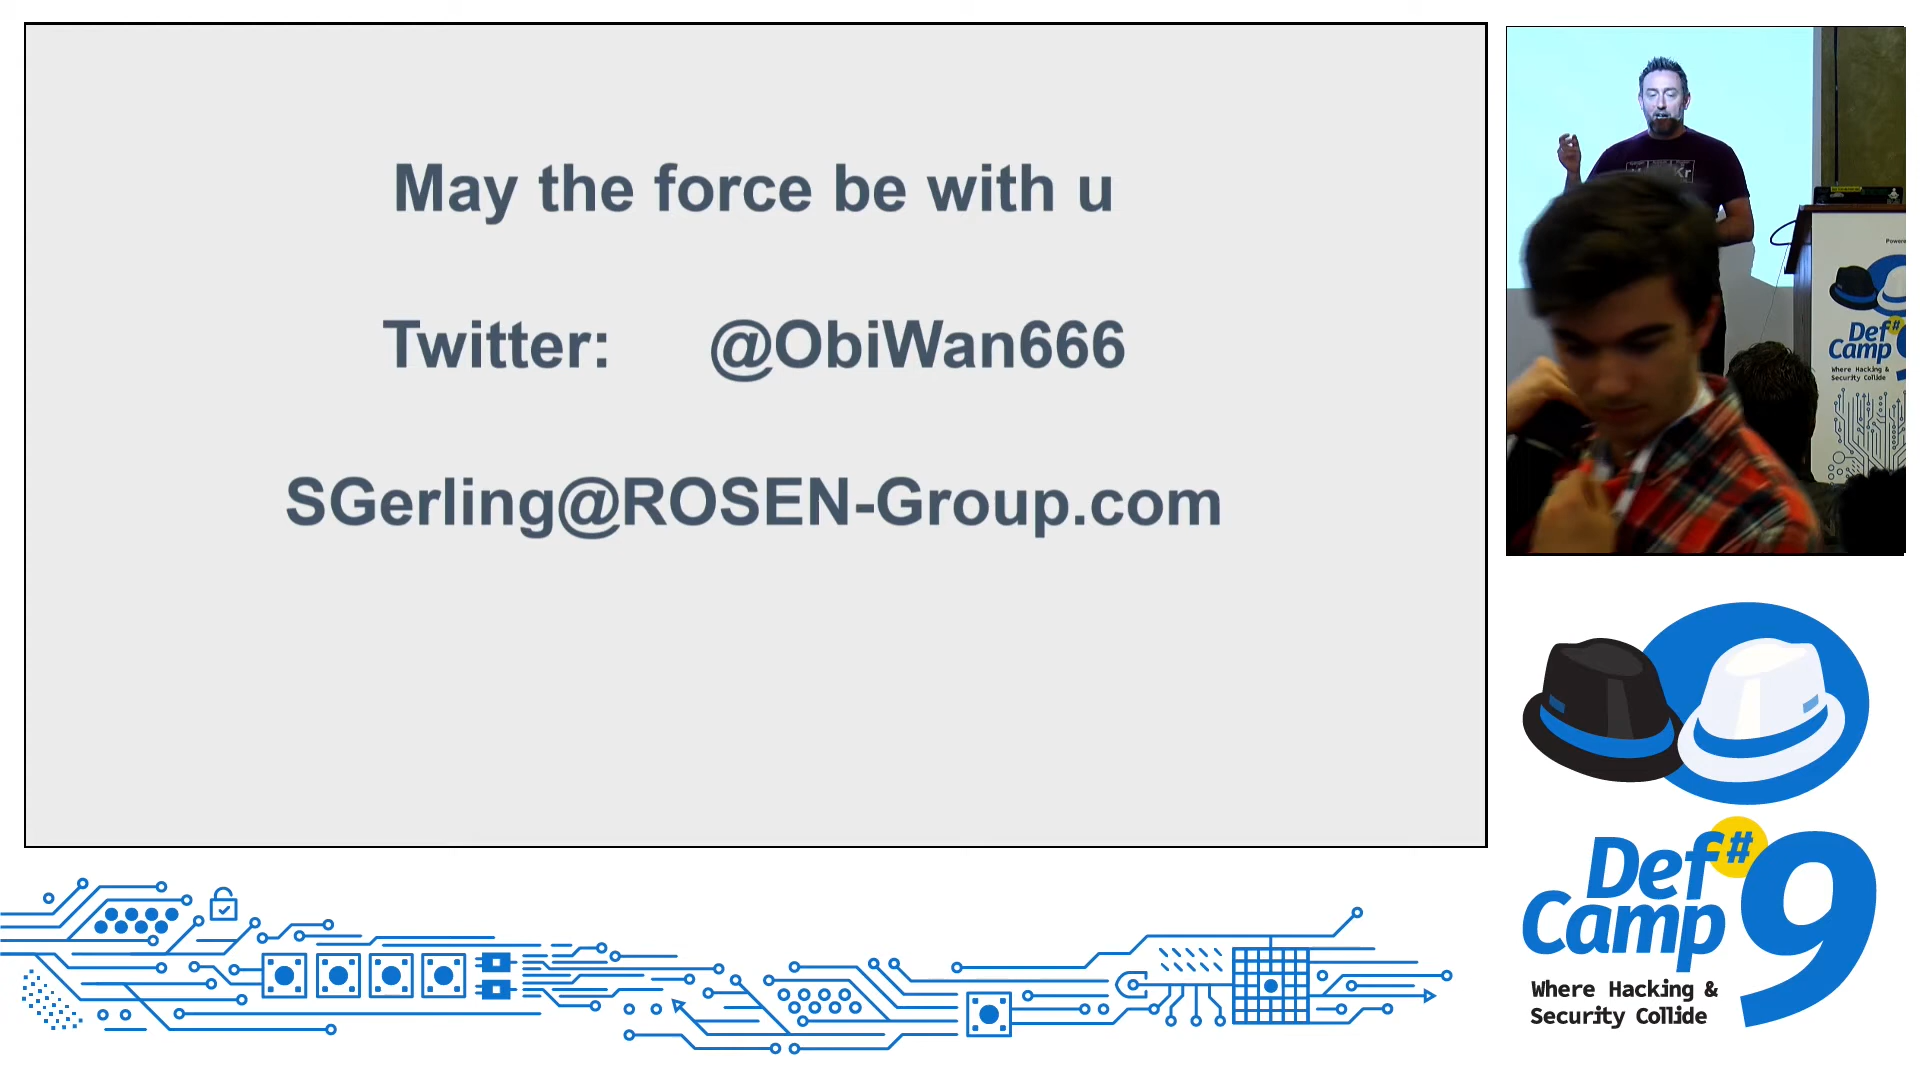 May the force be with u
Twitter: @ObiWan666
SGerling@ROSEN-Group.com
Def
Camp
#
9
Where Hacking &
Security Collide
Def#
Camp 9
Where Hacking &
Security Collide